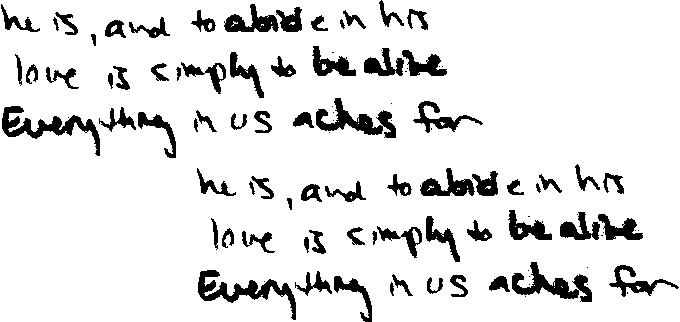 he is, and to abide in his
love is simply to be alive
Everything in us aches for
he is, and to abide in his
love is simply to be alive
Everything in us aches for